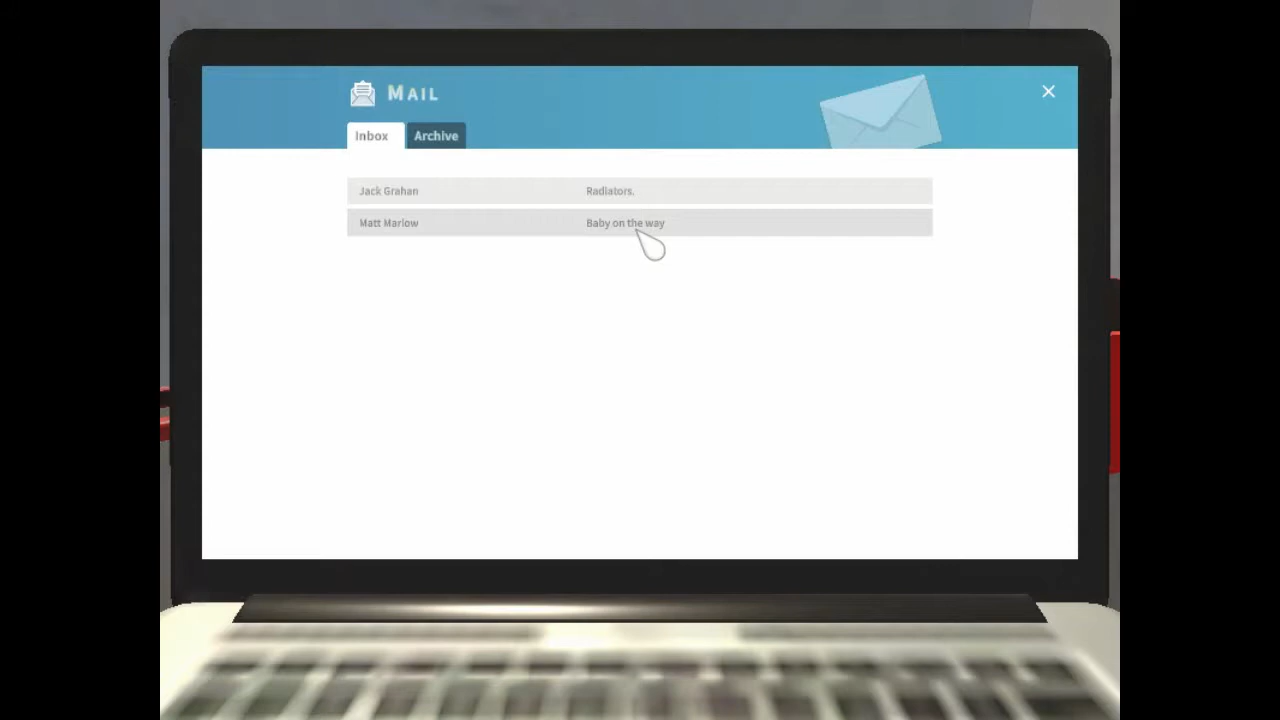 Mail
Inbox Archive
Jack Grahan Radiators.
Matt Marlow Baby on the way